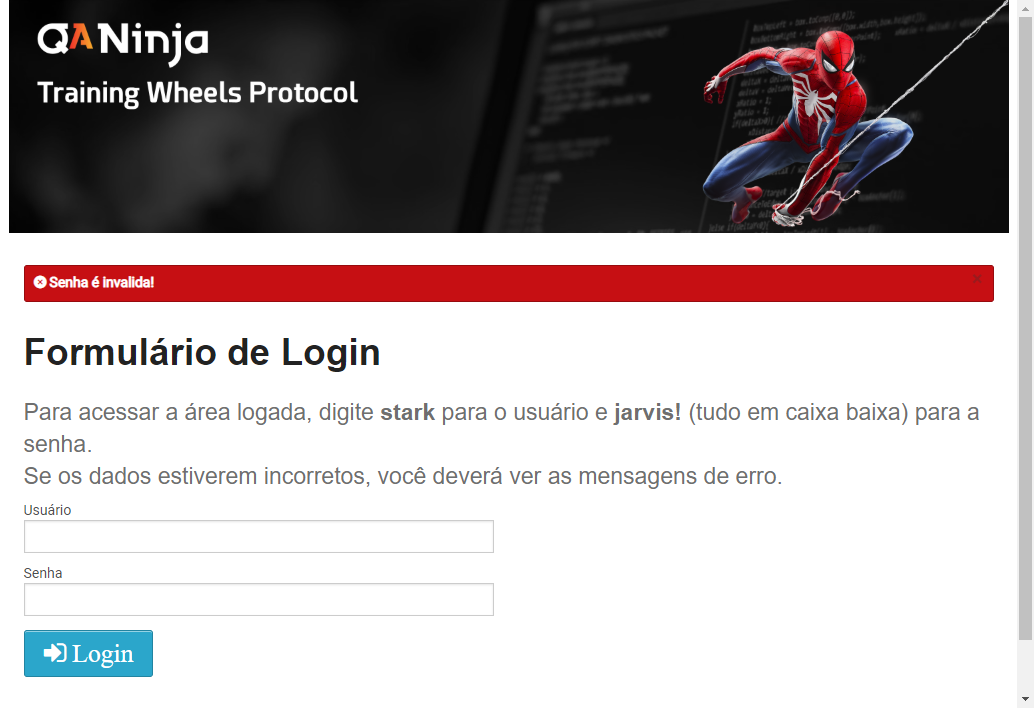 QANinja
Training Wheels Protocol
Senha é invalida!
×
Formulário de Login
Para acessar a área logada, digite stark para o usuário e jarvis! (tudo em caixa baixa) para a
senha.
Se os dados estiverem incorretos, você deverá ver as mensagens de erro.
Usuário
Senha
Login